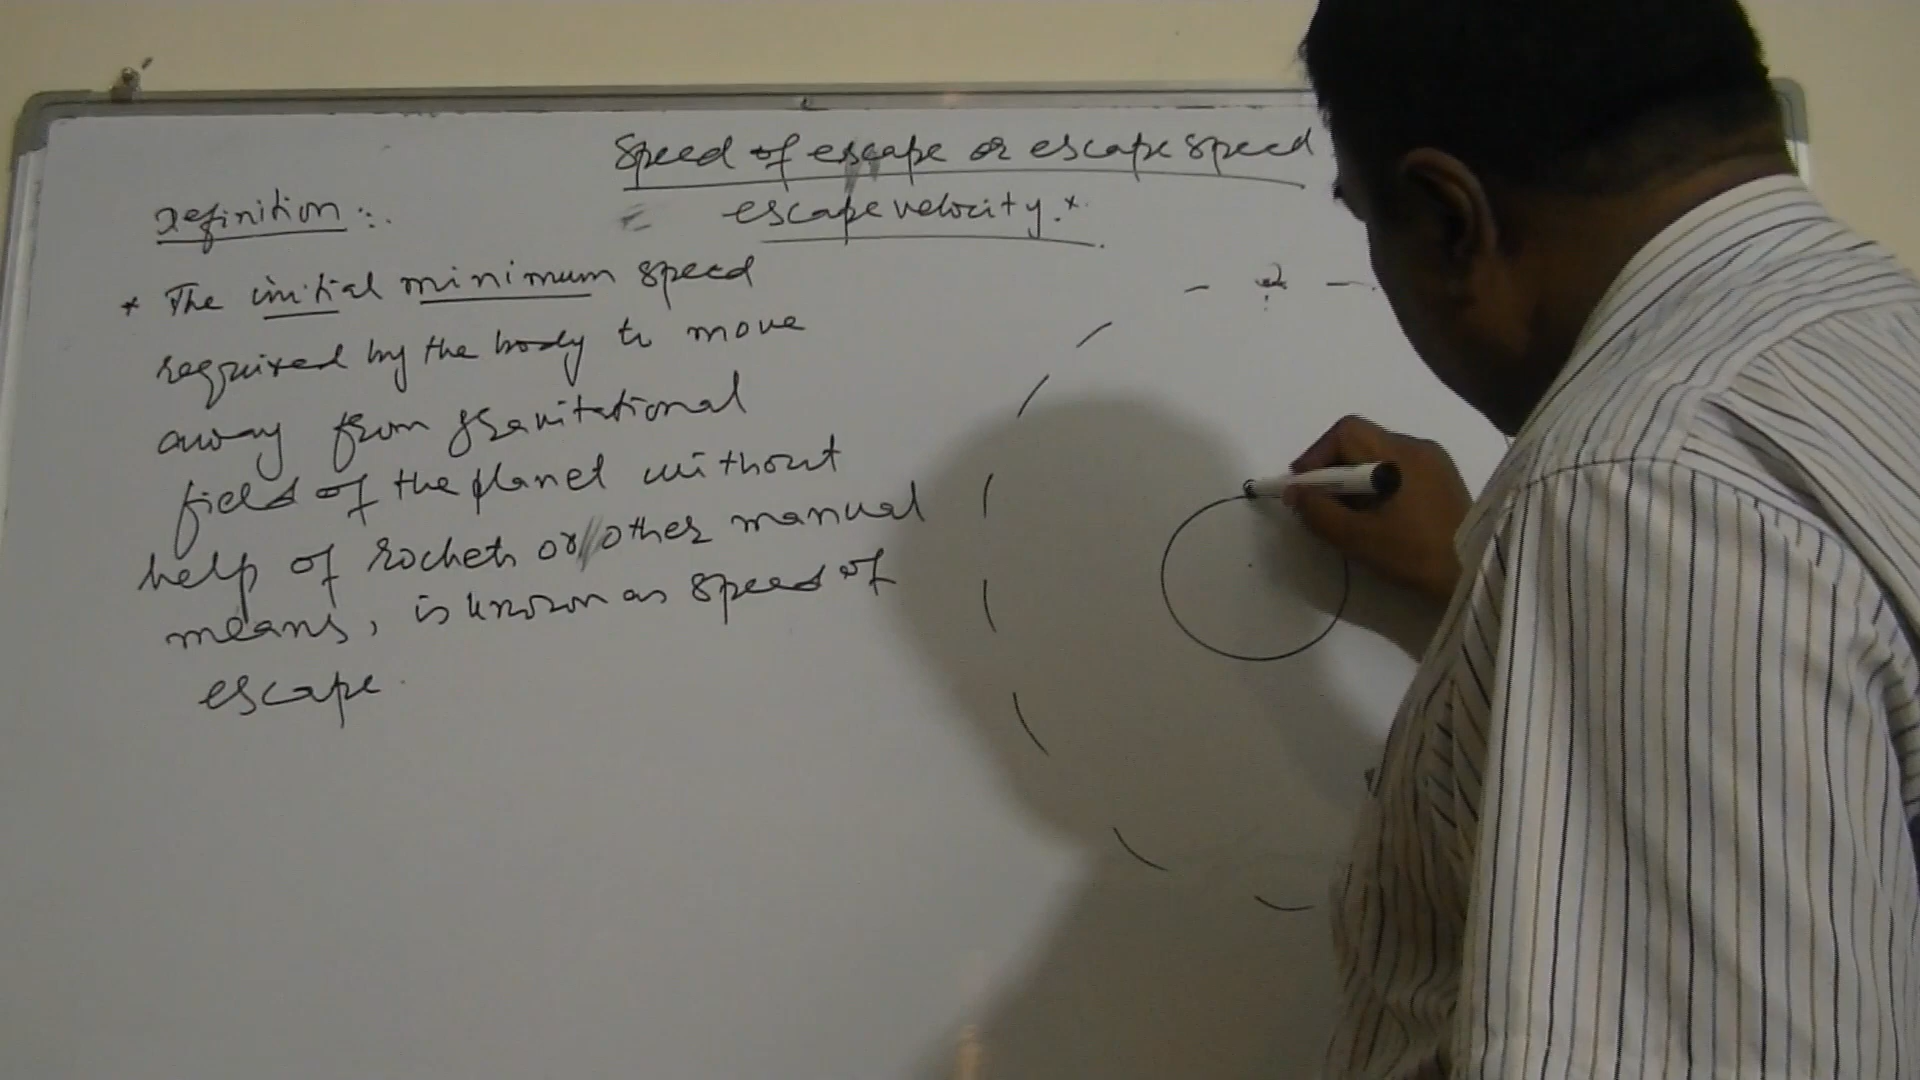 Speed of escape or escape speed
escape velocity.*
Definition :.
* The initial minimum speed
required by the body to move
away from gravitational
field of the planet without
help of rockets or other manual
means, is known as speed of
escape.